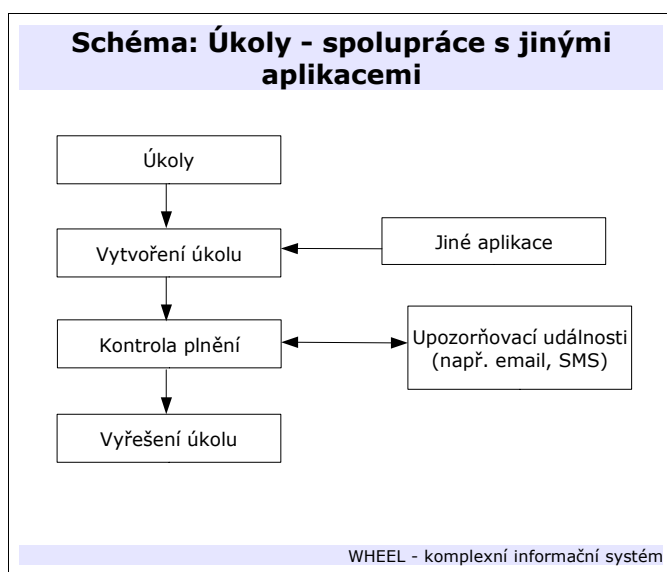 Schéma: Úkoly - spolupráce s jinými
aplikacemi
Úkoly
Vytvoření úkolu
Jiné aplikace
Kontrola plnění
Upozorňovací události
(např. email, SMS)
Vyřešení úkolu
WHEEL - komplexní informační systém